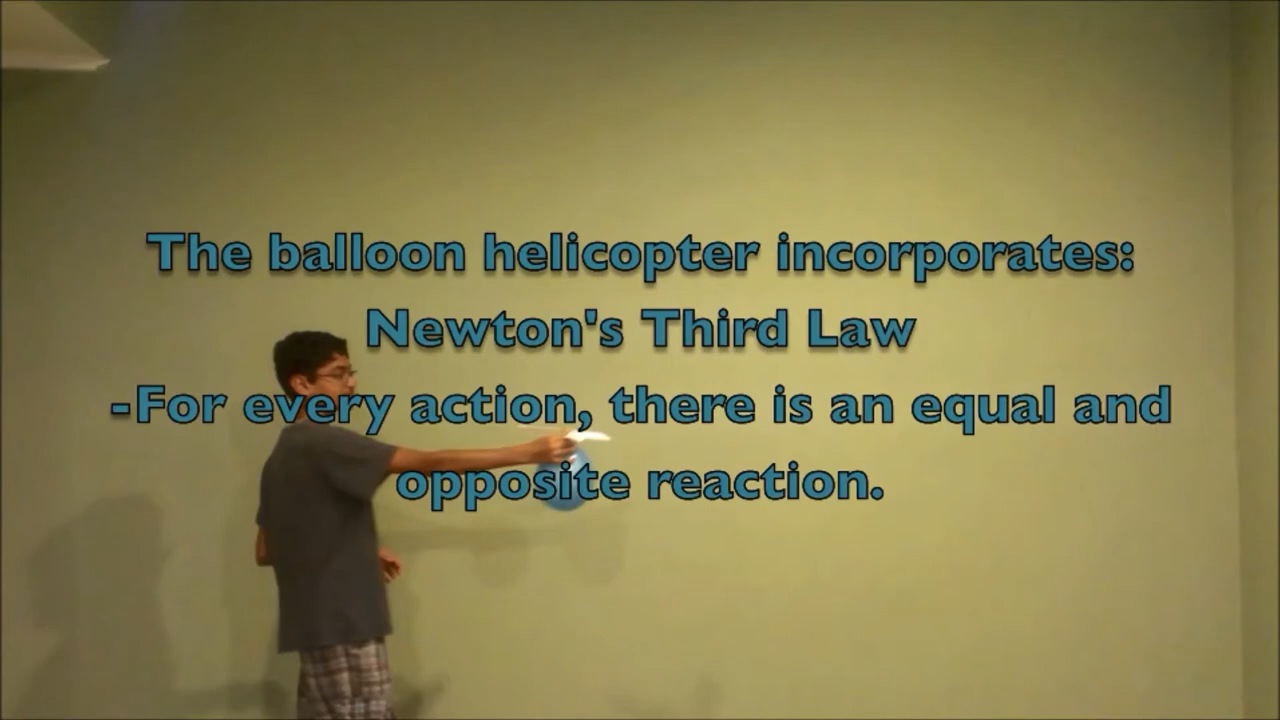 The balloon helicopter incorporates:
Newton's Third Law
-For every action, there is an equal and
opposite reaction.